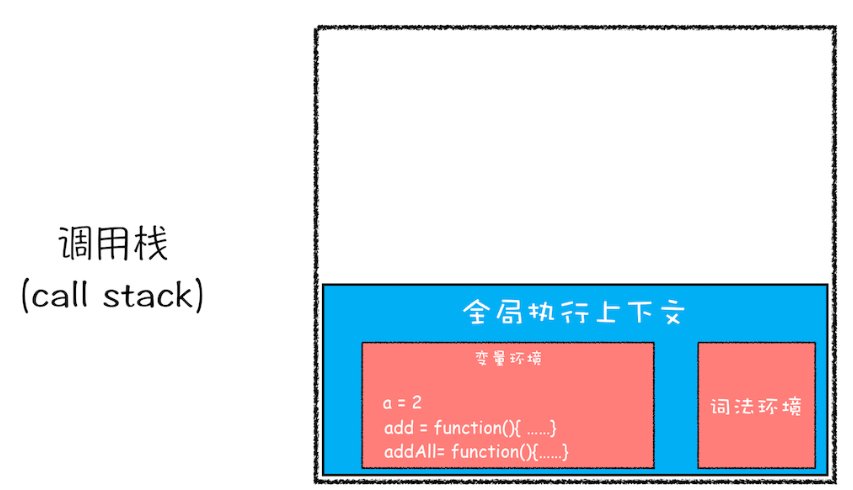 调用栈
(call stack)
全局执行上下文
变量环境
a = 2
add = function(){ ......}
addAll= function(){......}
词法环境